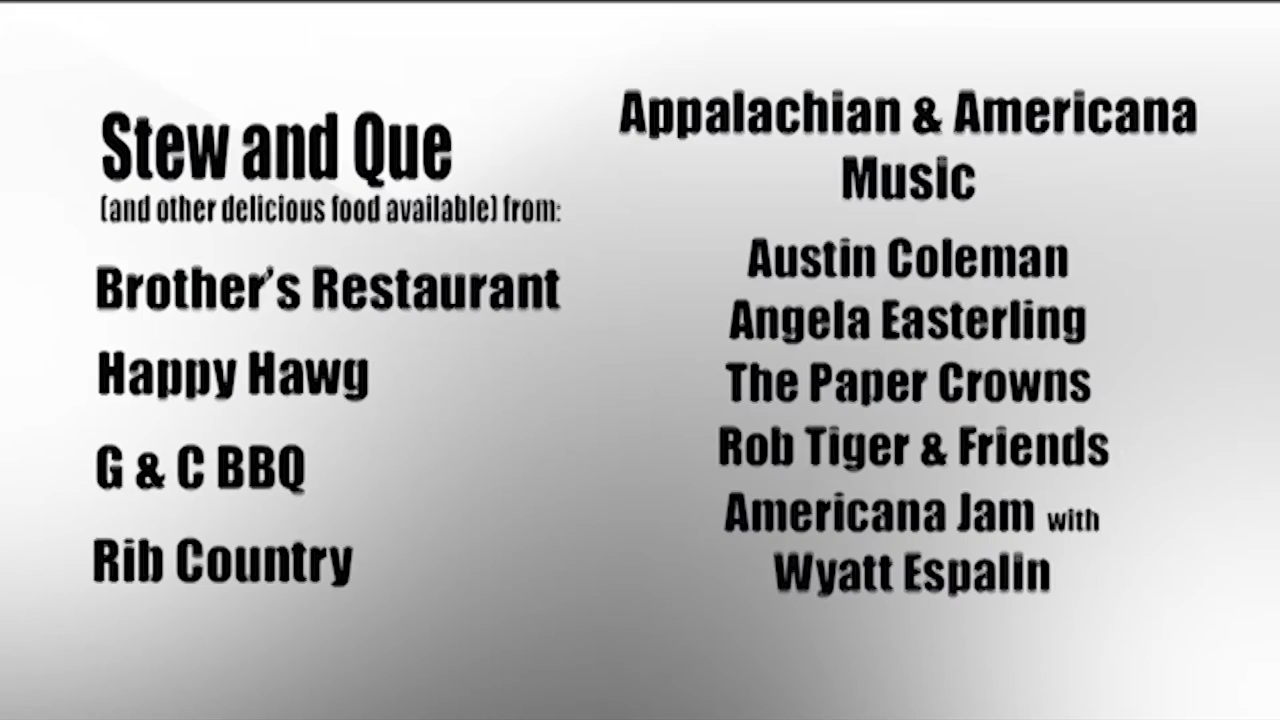 Stew and Que
(and other delicious food available) from:
Brother's Restaurant
Happy Hawg
G & C BBQ
Rib Country
Appalachian & Americana
Music
Austin Coleman
Angela Easterling
The Paper Crowns
Rob Tiger & Friends
Americana Jam with
Wyatt Espalin